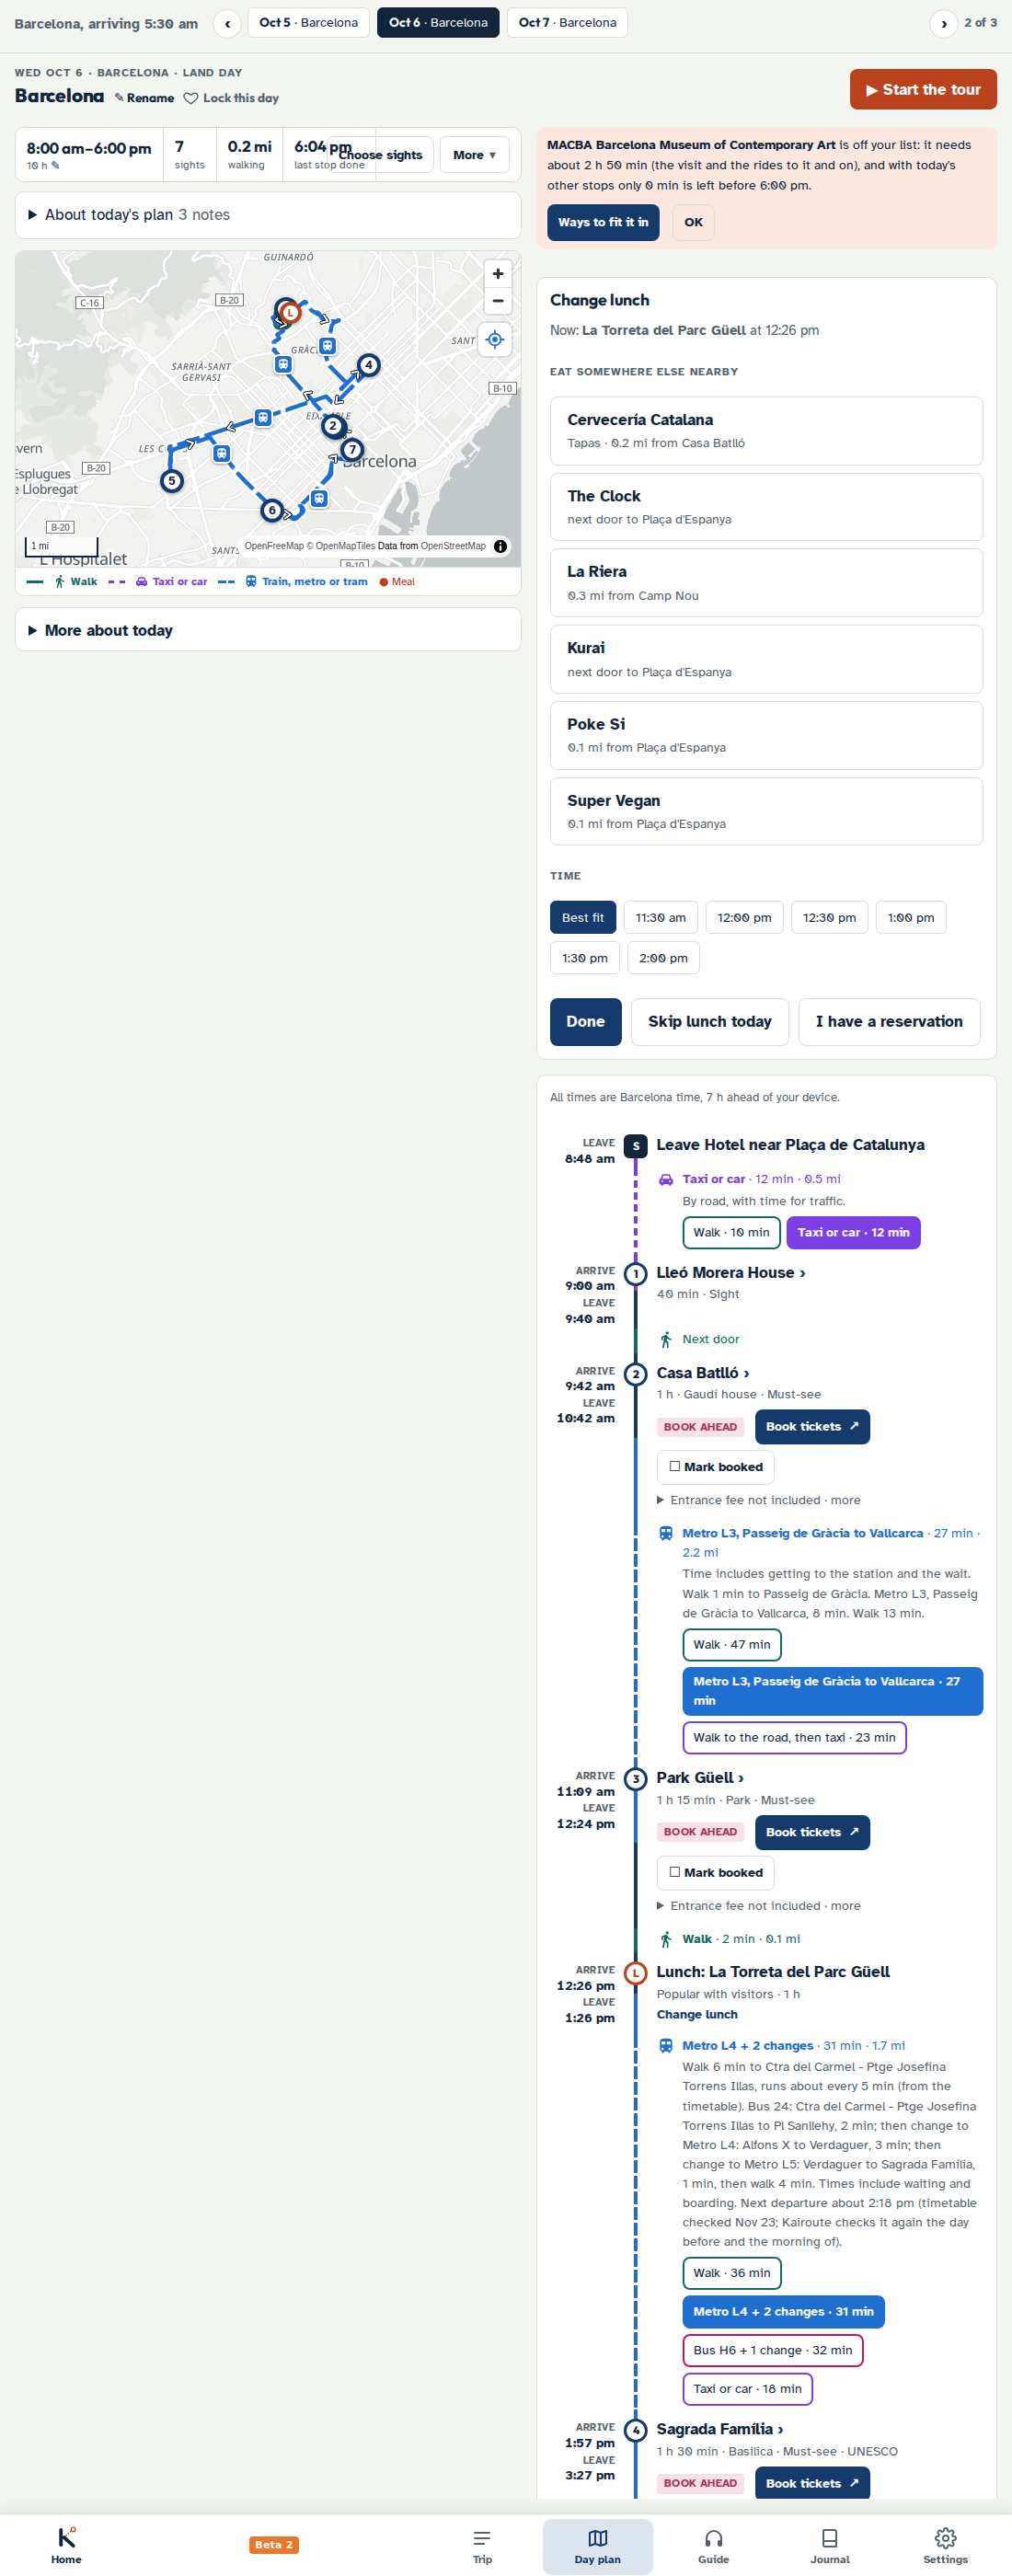 Barcelona, arriving 5:30 am
‹
Oct 5 · Barcelona
Oct 6 · Barcelona
Oct 7 · Barcelona
›
2 of 3
WED OCT 6 · BARCELONA · LAND DAY
Barcelona
✎ Rename
Lock this day
▶ Start the tour
8:00 am–6:00 pm
10 h ✎
7
sights
0.2 mi
walking
6:04 pm
last stop done
Choose sights
More ▾
▶ About today's plan 3 notes
GUINARDÓ
C-16
B-20
L
GRÀC
SANT
4
SARRIÀ-SANT
GERVASI
B-10
EIX
LE
2
7
LES C
Barcelona
vern
B-20
Esplugues
e Llobregat
5
6
B-20
1 mi
L'Hospitalet
SANTS
B-10
OpenFreeMap © OpenMapTiles Data from OpenStreetMap
+
−
Walk
Taxi or car
Train, metro or tram
Meal
▶ More about today
MACBA Barcelona Museum of Contemporary Art is off your list: it needs
about 2 h 50 min (the visit and the rides to it and on), and with today's
other stops only 0 min is left before 6:00 pm.
Ways to fit it in
OK
Change lunch
Now: La Torreta del Parc Güell at 12:26 pm
EAT SOMEWHERE ELSE NEARBY
Cervecería Catalana
Tapas · 0.2 mi from Casa Batlló
The Clock
next door to Plaça d'Espanya
La Riera
0.3 mi from Camp Nou
Kurai
next door to Plaça d'Espanya
Poke Si
0.1 mi from Plaça d'Espanya
Super Vegan
0.1 mi from Plaça d'Espanya
TIME
Best fit
11:30 am
12:00 pm
12:30 pm
1:00 pm
1:30 pm
2:00 pm
Done
Skip lunch today
I have a reservation
All times are Barcelona time, 7 h ahead of your device.
LEAVE
8:48 am
S
Leave Hotel near Plaça de Catalunya
Taxi or car · 12 min · 0.5 mi
By road, with time for traffic.
Walk · 10 min
Taxi or car · 12 min
ARRIVE
9:00 am
LEAVE
9:40 am
1
Lleó Morera House ›
40 min · Sight
Next door
ARRIVE
9:42 am
LEAVE
10:42 am
2
Casa Batlló ›
1 h · Gaudí house · Must-see
BOOK AHEAD
Book tickets ↗
☐ Mark booked
▶ Entrance fee not included · more
Metro L3, Passeig de Gràcia to Vallcarca · 27 min ·
2.2 mi
Time includes getting to the station and the wait.
Walk 1 min to Passeig de Gràcia. Metro L3, Passeig
de Gràcia to Vallcarca, 8 min. Walk 13 min.
Walk · 47 min
Metro L3, Passeig de Gràcia to Vallcarca · 27
min
Walk to the road, then taxi · 23 min
ARRIVE
11:09 am
LEAVE
12:24 pm
3
Park Güell ›
1 h 15 min · Park · Must-see
BOOK AHEAD
Book tickets ↗
☐ Mark booked
▶ Entrance fee not included · more
Walk · 2 min · 0.1 mi
ARRIVE
12:26 pm
LEAVE
1:26 pm
L
Lunch: La Torreta del Parc Güell
Popular with visitors · 1 h
Change lunch
Metro L4 + 2 changes · 31 min · 1.7 mi
Walk 6 min to Ctra del Carmel - Ptge Josefina
Torrens Illas, runs about every 5 min (from the
timetable). Bus 24: Ctra del Carmel - Ptge Josefina
Torrens Illas to Pl Sanllehy, 2 min; then change to
Metro L4: Alfons X to Verdaguer, 3 min; then
change to Metro L5: Verdaguer to Sagrada Família,
1 min, then walk 4 min. Times include waiting and
boarding. Next departure about 2:18 pm (timetable
checked Nov 23; Kairoute checks it again the day
before and the morning of).
Walk · 36 min
Metro L4 + 2 changes · 31 min
Bus H6 + 1 change · 32 min
Taxi or car · 18 min
ARRIVE
1:57 pm
LEAVE
3:27 pm
4
Sagrada Família ›
1 h 30 min · Basilica · Must-see · UNESCO
BOOK AHEAD
Book tickets ↗
Home
Beta 2
Trip
Day plan
Guide
Journal
Settings